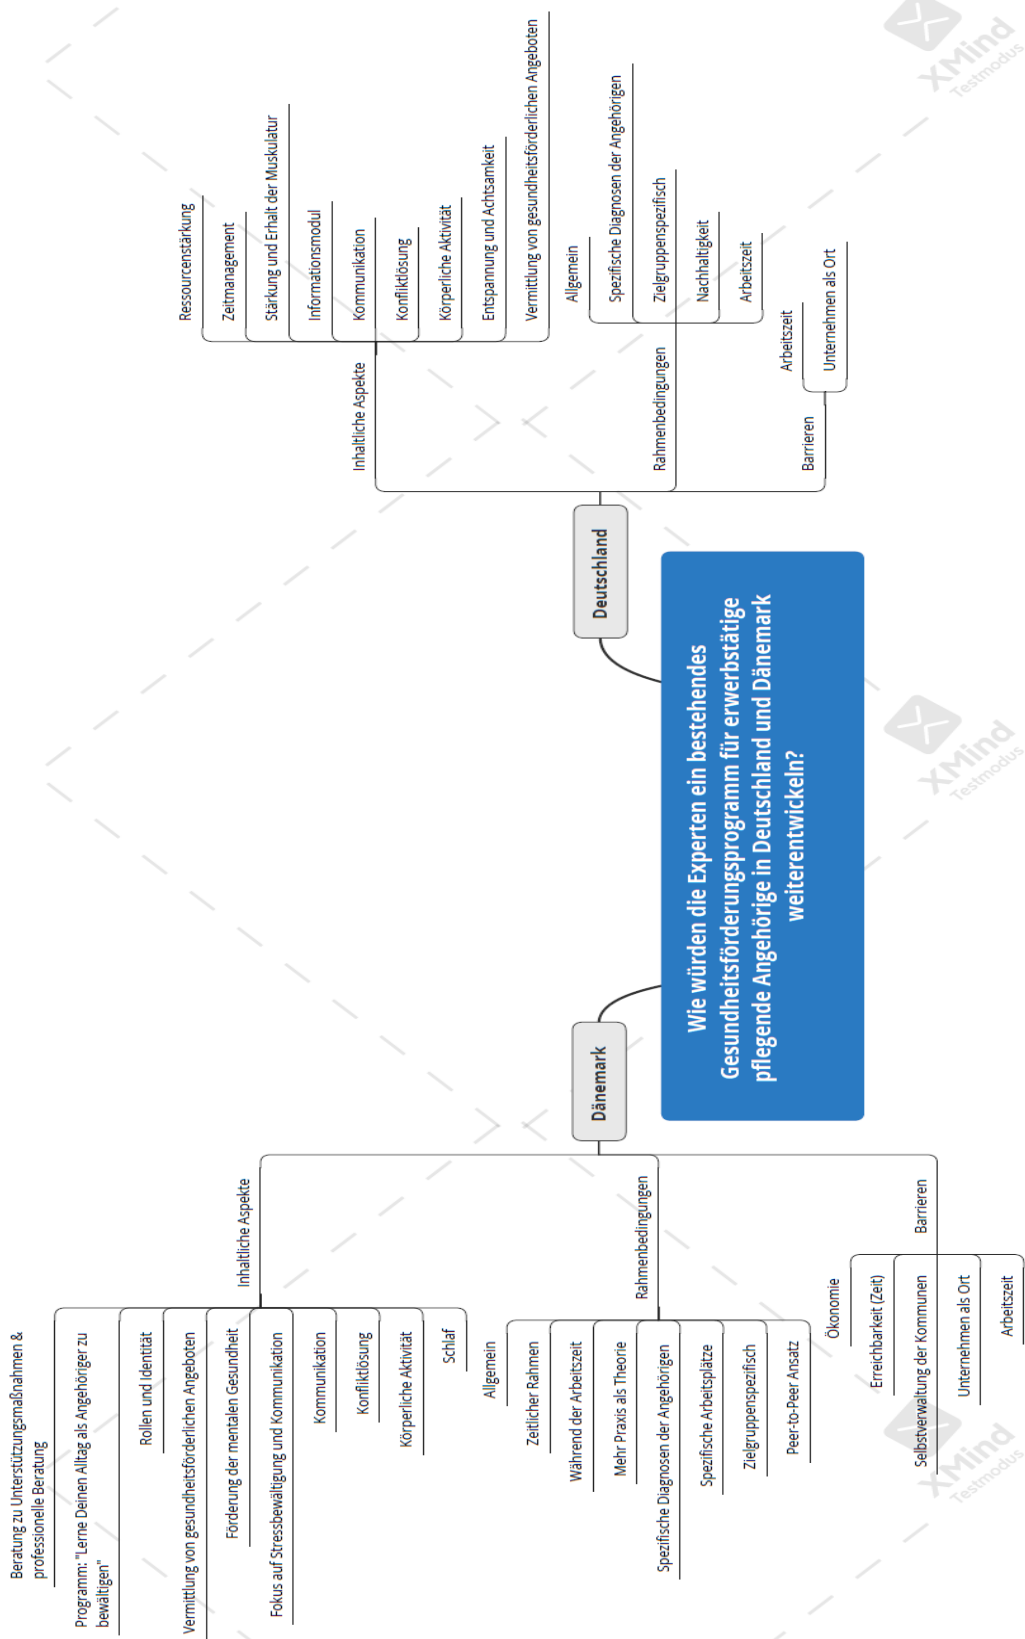 Wie würden die Experten ein bestehendes
Gesundheitsförderungsprogramm für erwerbstätige
pflegende Angehörige in Deutschland und Dänemark
weiterentwickeln?
Dänemark
Inhaltliche Aspekte
Beratung zu Unterstützungsmaßnahmen &
professionelle Beratung
Programm: "Lerne Deinen Alltag als Angehöriger zu
bewältigen"
Rollen und Identität
Vermittlung von gesundheitsförderlichen Angeboten
Förderung der mentalen Gesundheit
Fokus auf Stressbewältigung und Kommunikation
Kommunikation
Konfliktlösung
Körperliche Aktivität
Schlaf
Rahmenbedingungen
Allgemein
Zeitlicher Rahmen
Während der Arbeitszeit
Mehr Praxis als Theorie
Spezifische Diagnosen der Angehörigen
Spezifische Arbeitsplätze
Zielgruppenspezifisch
Peer-to-Peer Ansatz
Barrieren
Ökonomie
Erreichbarkeit (Zeit)
Selbstverwaltung der Kommunen
Unternehmen als Ort
Arbeitszeit
Deutschland
Inhaltliche Aspekte
Ressourcenstärkung
Zeitmanagement
Stärkung und Erhalt der Muskulatur
Informationsmodul
Kommunikation
Konfliktlösung
Körperliche Aktivität
Entspannung und Achtsamkeit
Vermittlung von gesundheitsförderlichen Angeboten
Rahmenbedingungen
Allgemein
Spezifische Diagnosen der Angehörigen
Zielgruppenspezifisch
Nachhaltigkeit
Arbeitszeit
Barrieren
Arbeitszeit
Unternehmen als Ort
XMind
Testmodus
XMind
Testmodus
XMind
Testmodus